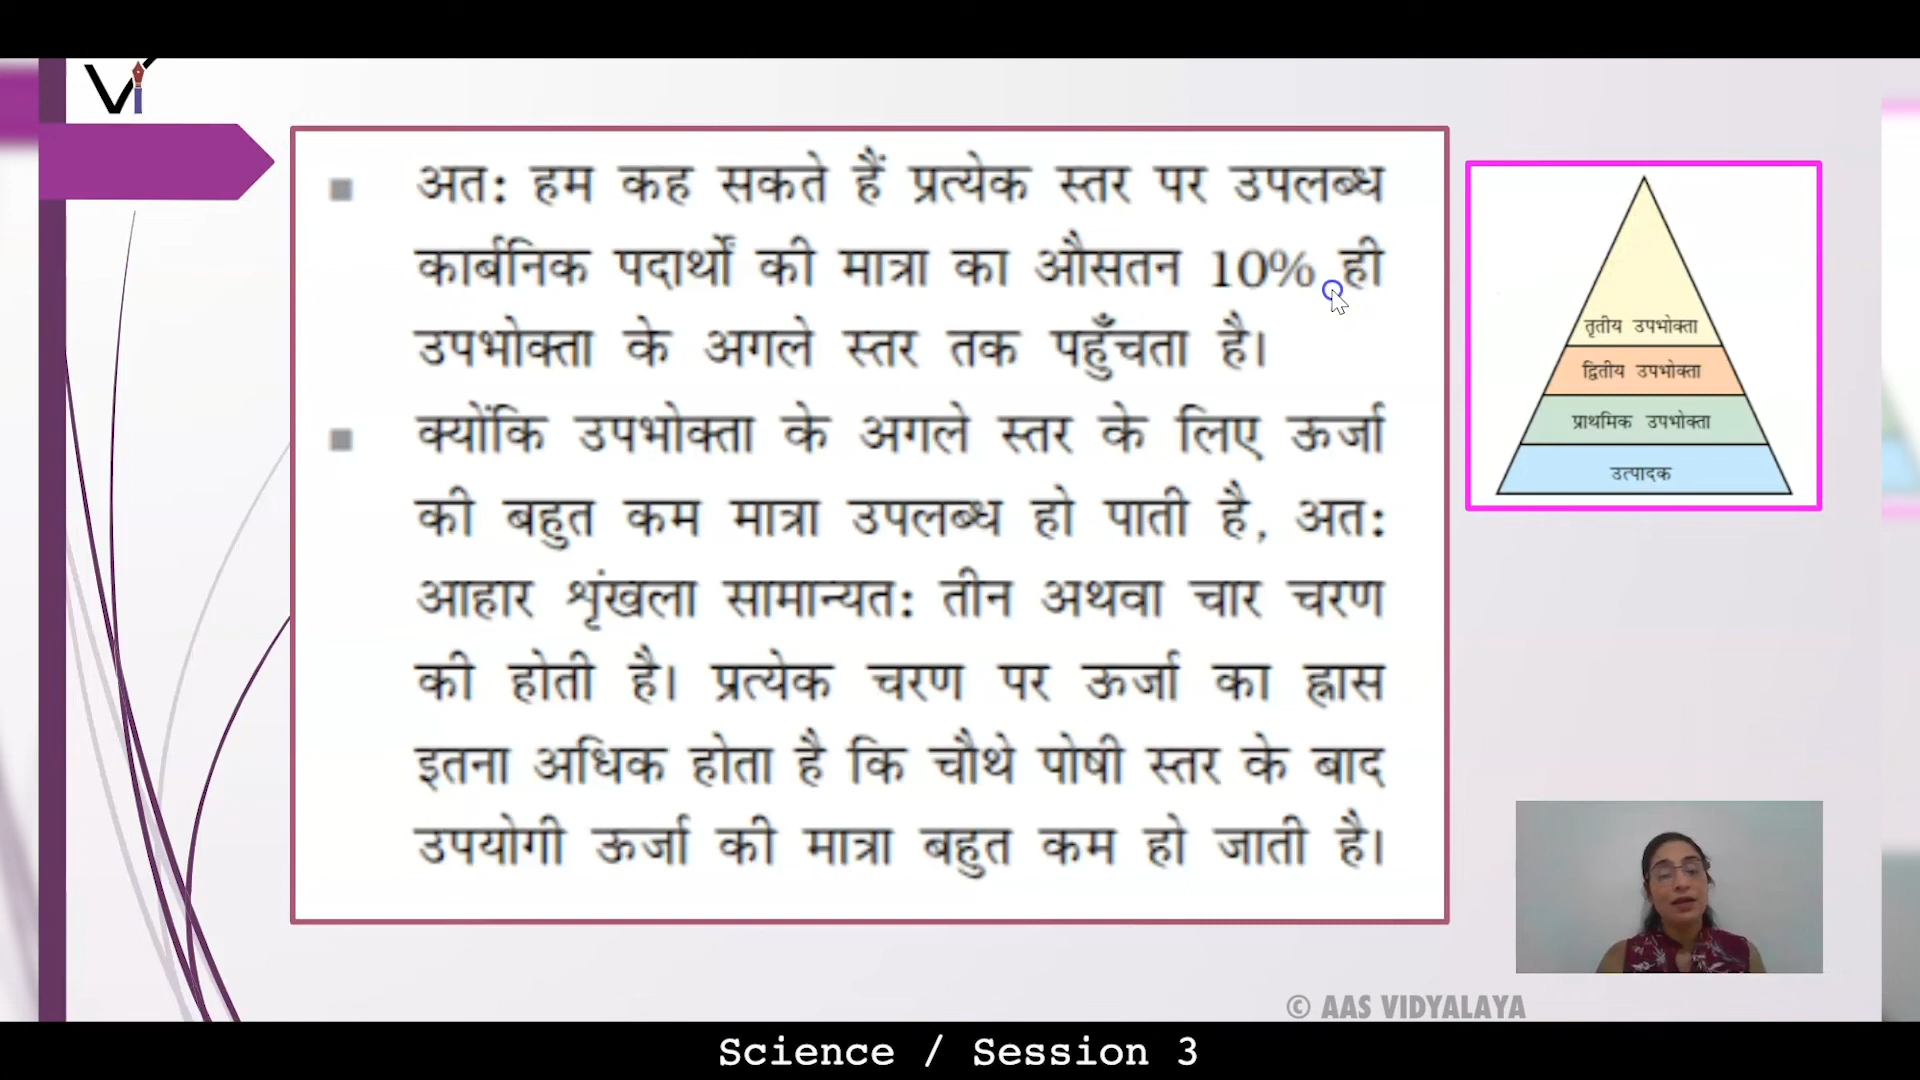 Vi
अतः हम कह सकते हैं प्रत्येक स्तर पर उपलब्ध
कार्बनिक पदार्थों की मात्रा का औसतन 10% ही
उपभोक्ता के अगले स्तर तक पहुँचता है।
क्योंकि उपभोक्ता के अगले स्तर के लिए ऊर्जा
की बहुत कम मात्रा उपलब्ध हो पाती है, अतः
आहार शृंखला सामान्यतः तीन अथवा चार चरण
की होती है। प्रत्येक चरण पर ऊर्जा का ह्रास
इतना अधिक होता है कि चौथे पोषी स्तर के बाद
उपयोगी ऊर्जा की मात्रा बहुत कम हो जाती है।
तृतीय उपभोक्ता
द्वितीय उपभोक्ता
प्राथमिक उपभोक्ता
उत्पादक
© AAS VIDYALAYA
Science / Session 3